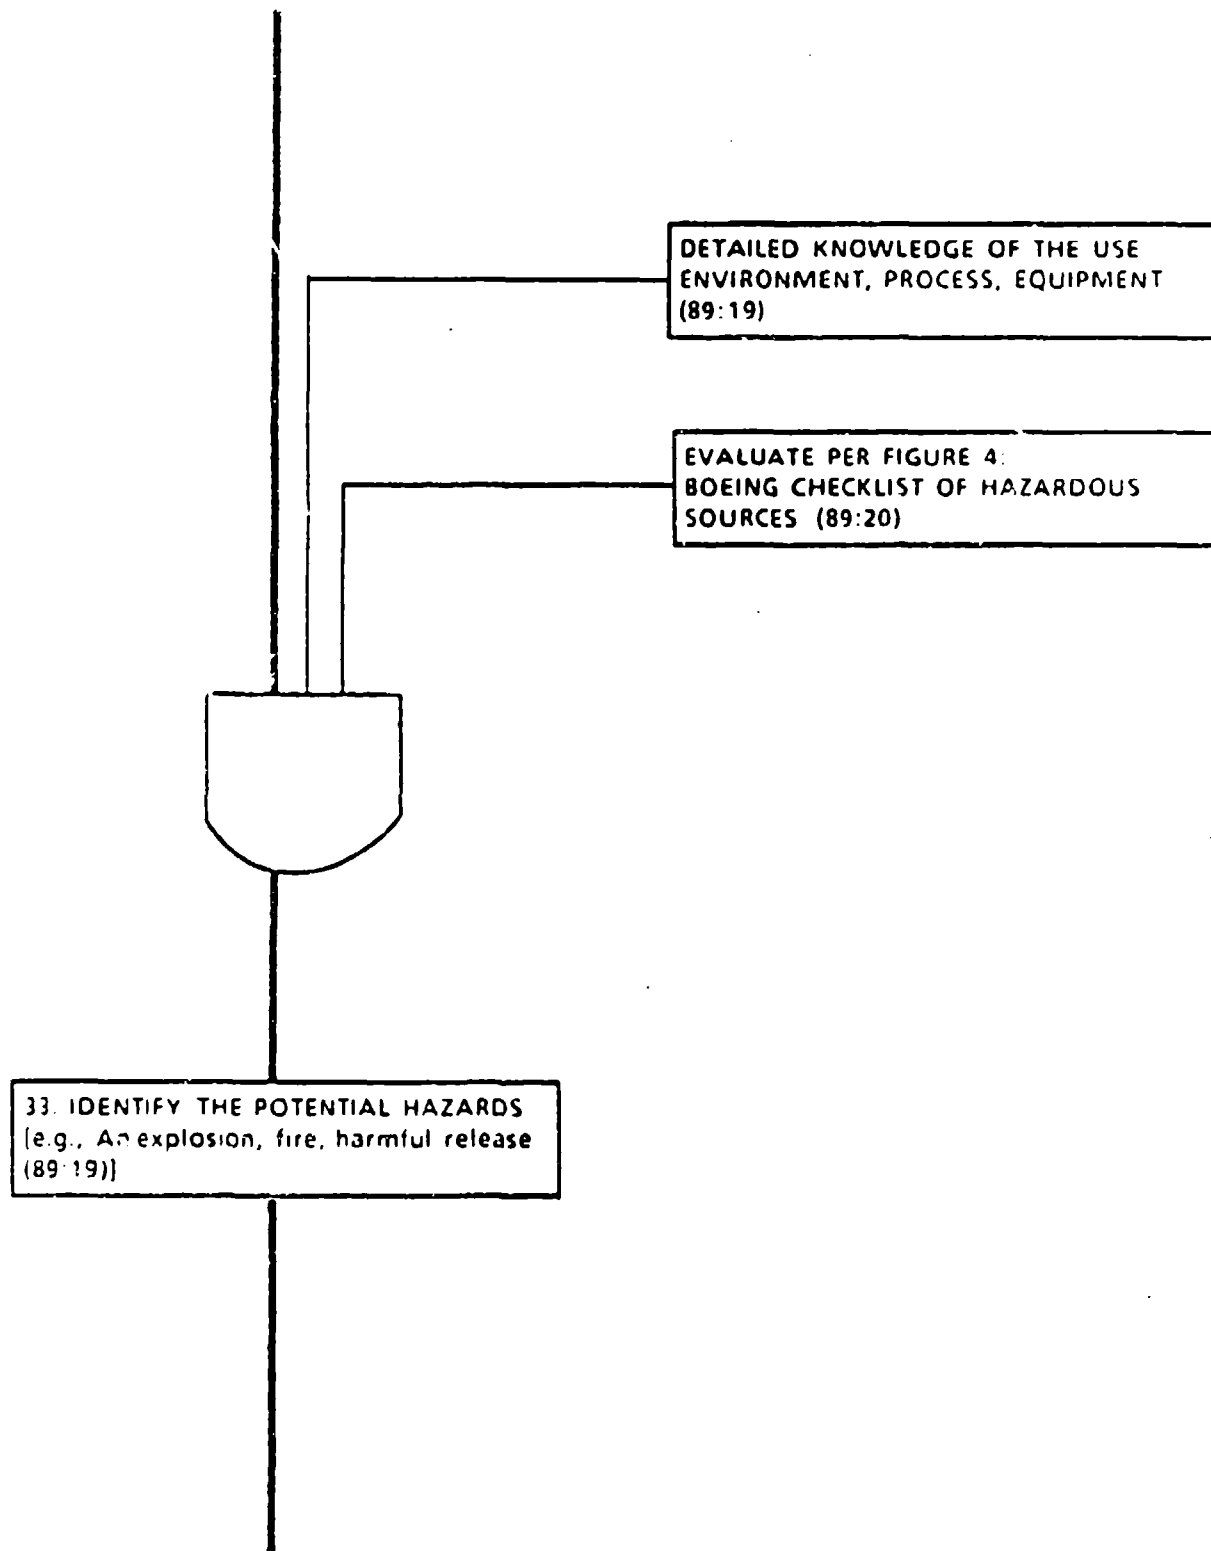 DETAILED KNOWLEDGE OF THE USE
ENVIRONMENT, PROCESS, EQUIPMENT
(89:19)
EVALUATE PER FIGURE 4:
BOEING CHECKLIST OF HAZARDOUS
SOURCES (89:20)
33. IDENTIFY THE POTENTIAL HAZARDS
[e.g., An explosion, fire, harmful release
(89:19)]